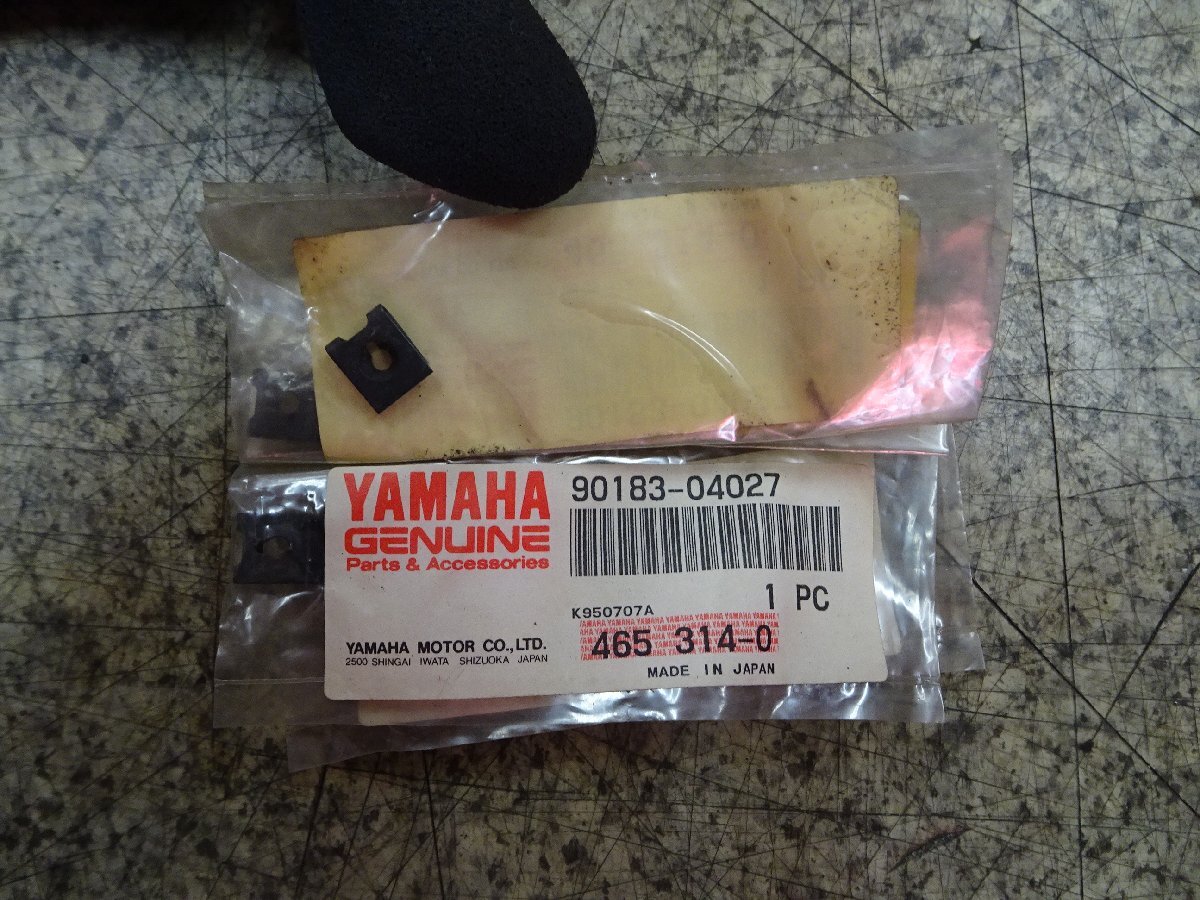 YAMAHA
GENUINE
Parts & Accessories
90183-04027
1 PC
K950707A
465 314-0
YAMAHA MOTOR CO.,LTD.
2500 SHINGAI IWATA SHIZUOKA JAPAN
MADE IN JAPAN